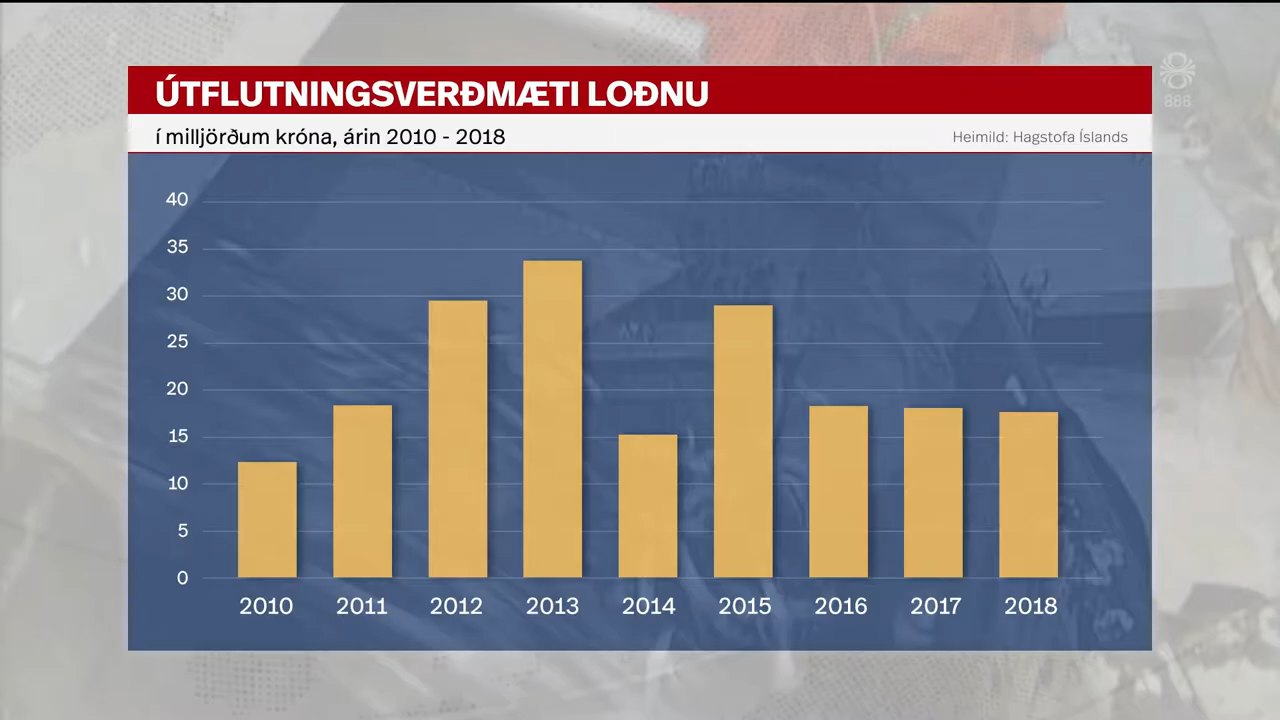 ÚTFLUTNINGSVERÐMÆTI LOÐNU
í milljörðum króna, árin 2010 - 2018
Heimild: Hagstofa Íslands
888
40
35
30
25
20
15
10
5
0
2010 2011 2012 2013 2014 2015 2016 2017 2018